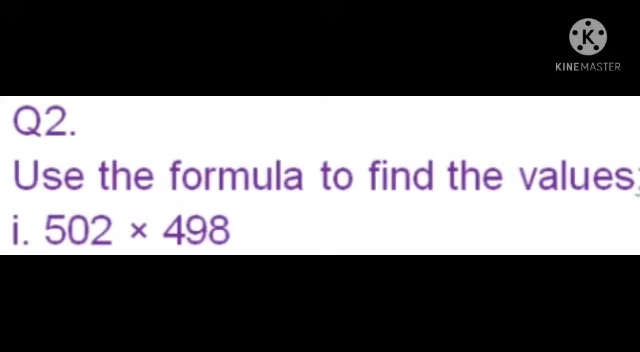 K
KINEMASTER
Q2.
Use the formula to find the values;
i. 502 × 498